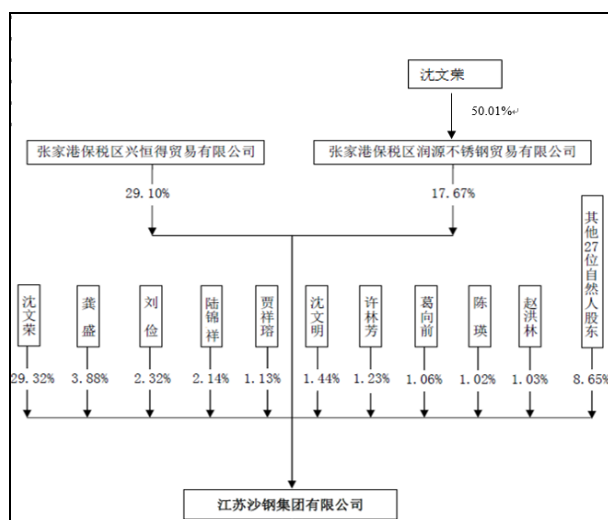 沈文荣
50.01%
张家港保税区兴恒得贸易有限公司
张家港保税区润源不锈钢贸易有限公司
29.10%
17.67%
沈文荣
龚盛
刘俭
陆锦祥
贾祥瑢
沈文明
许林芳
葛向前
陈瑛
赵洪林
其他27位自然人股东
29.32%
3.88%
2.32%
2.14%
1.13%
1.44%
1.23%
1.06%
1.02%
1.03%
8.65%
江苏沙钢集团有限公司